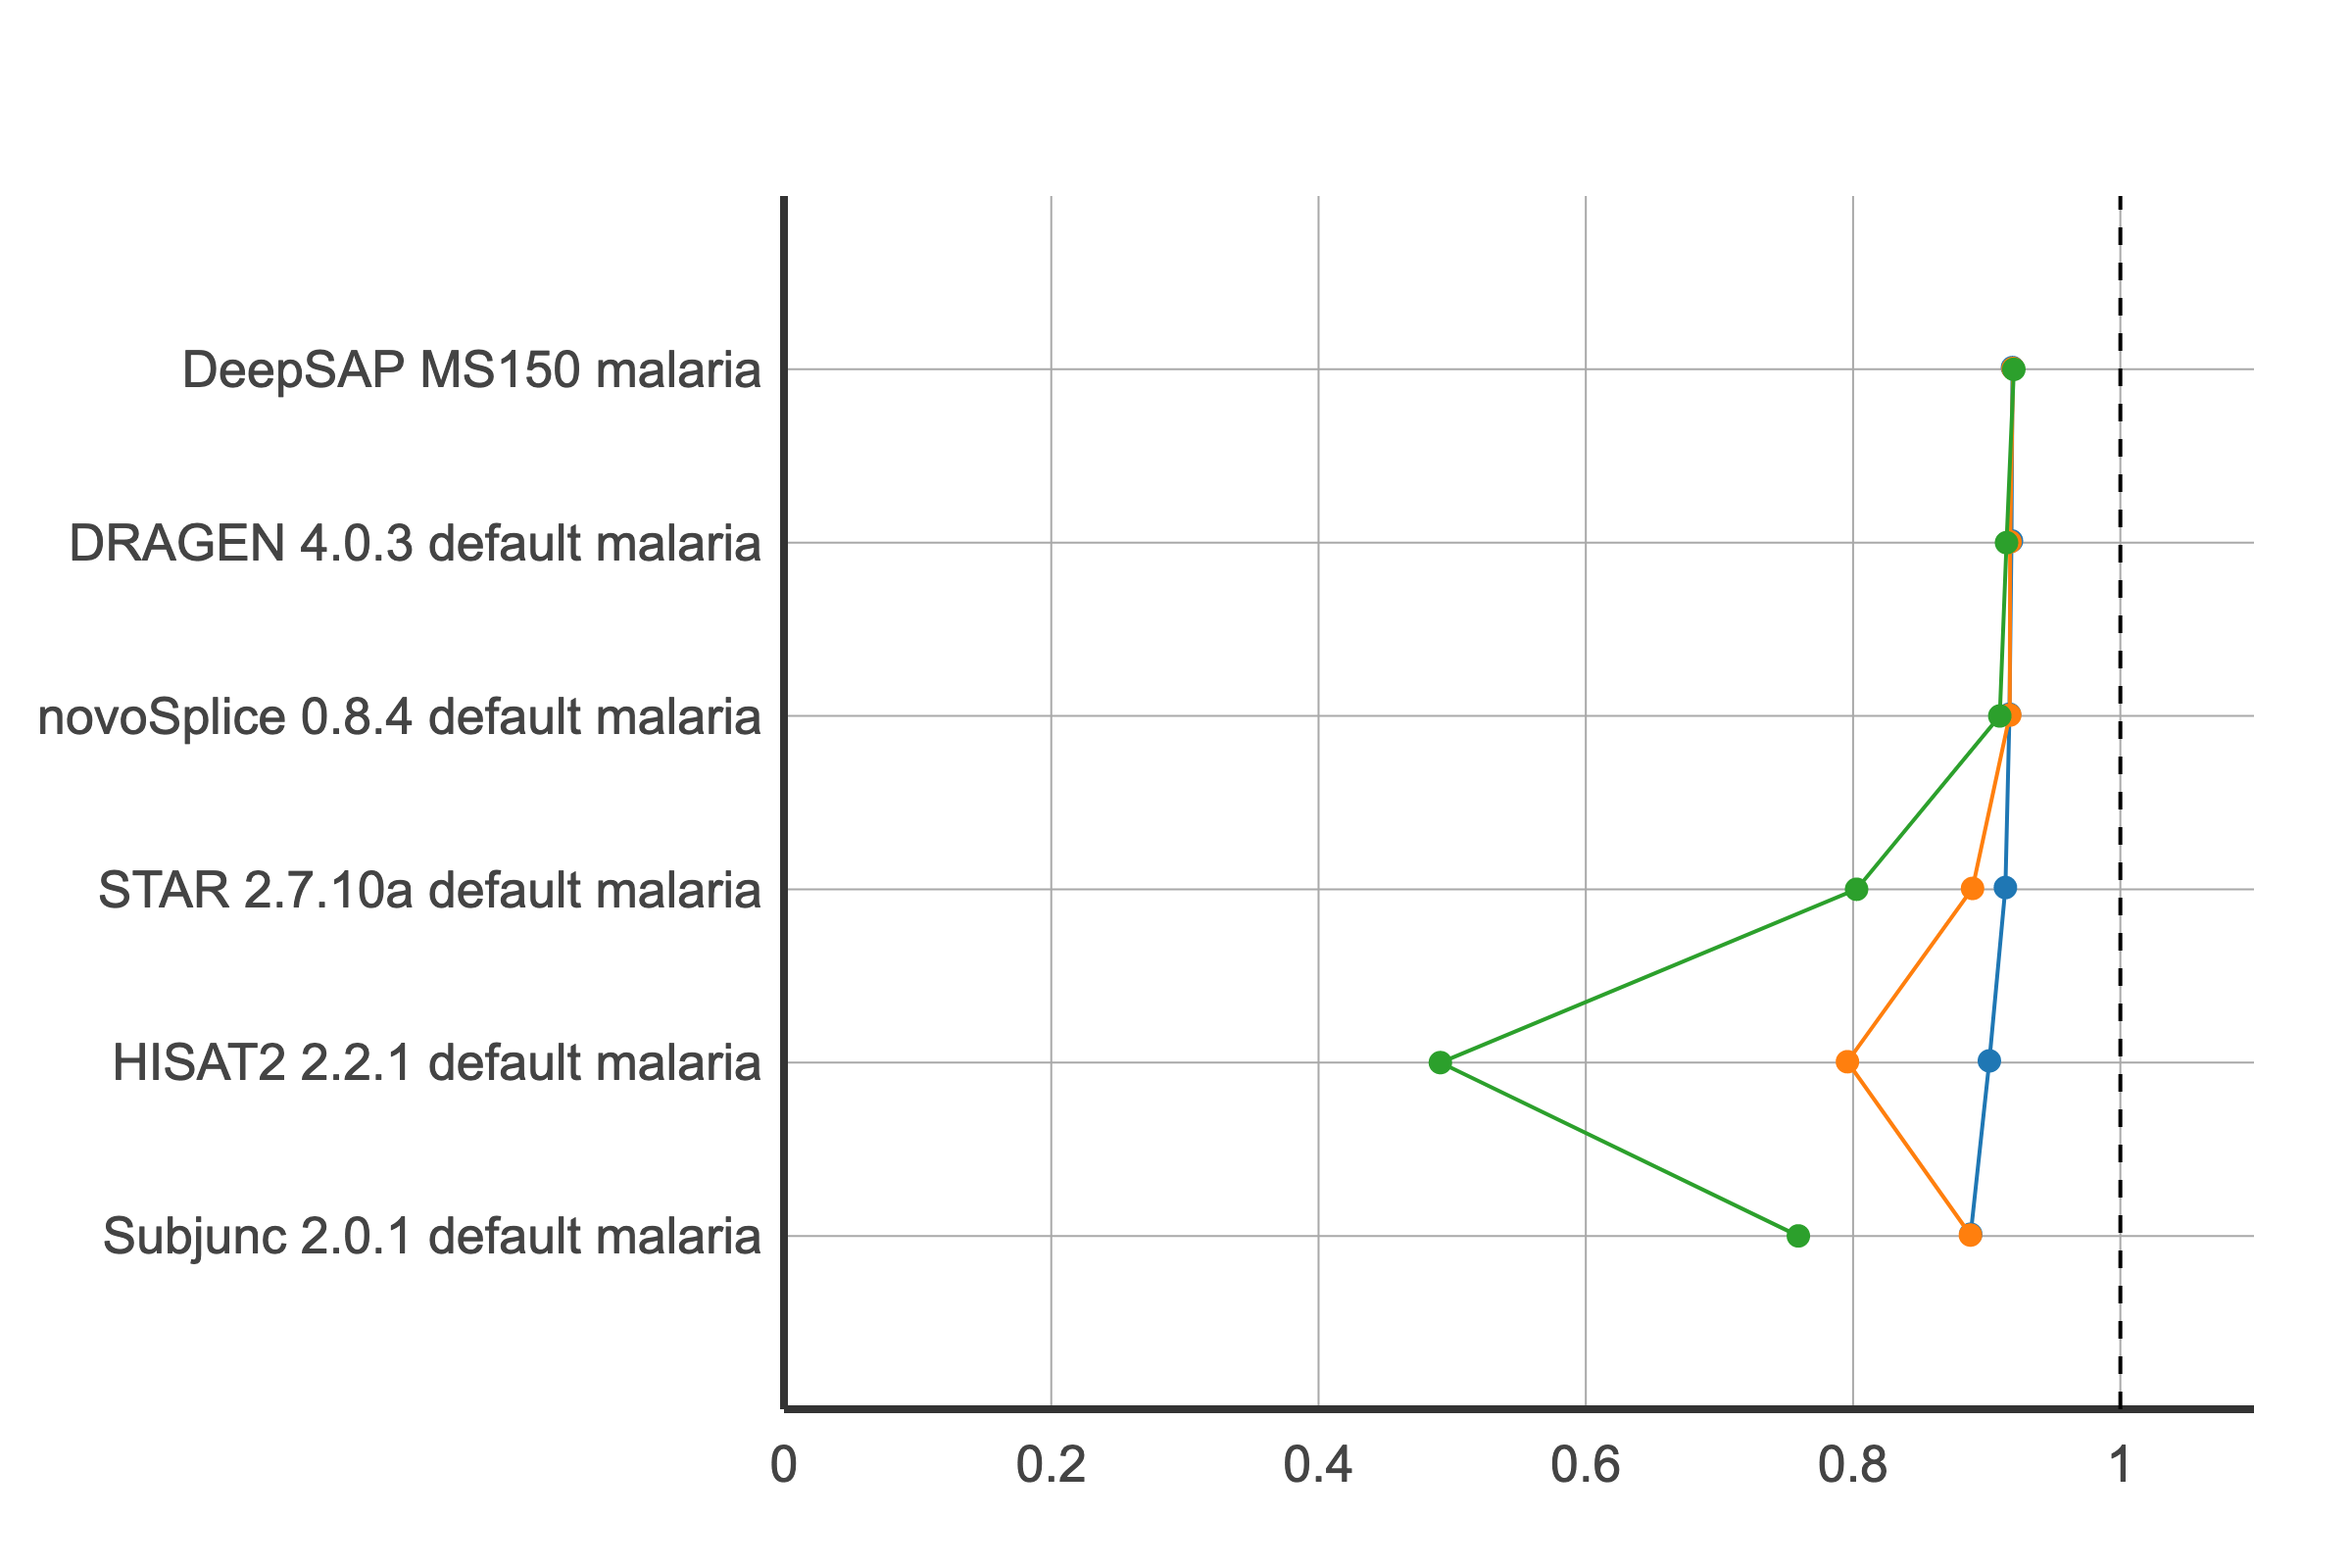 DeepSAP MS150 malaria
DRAGEN 4.0.3 default malaria
novoSplice 0.8.4 default malaria
STAR 2.7.10a default malaria
HISAT2 2.2.1 default malaria
Subjunc 2.0.1 default malaria
0 0.2 0.4 0.6 0.8 1